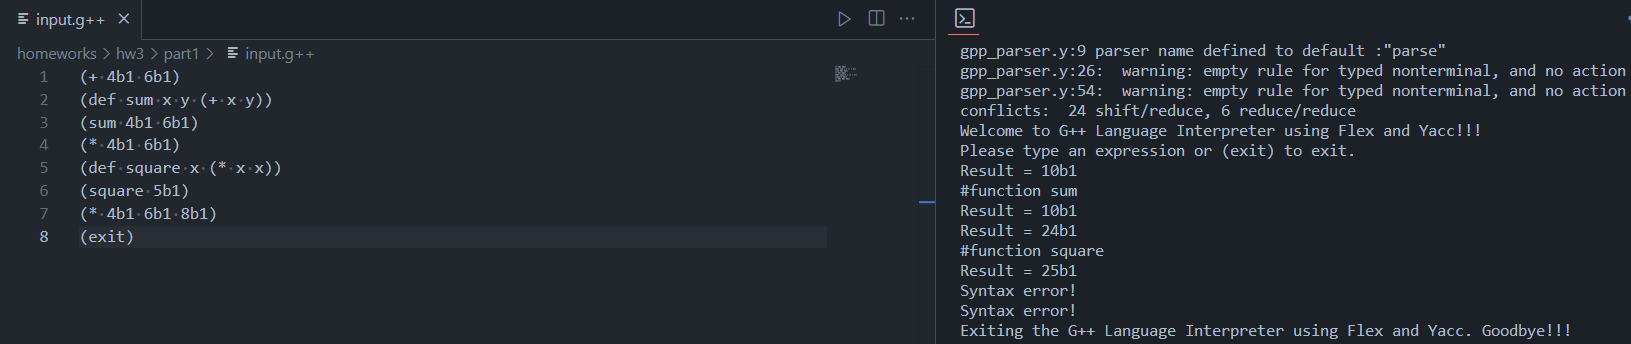 input.g++
homeworks > hw3 > part1 > input.g++
1 (+ 4b1 6b1)
2 (def sum x y (+ x y))
3 (sum 4b1 6b1)
4 (* 4b1 6b1)
5 (def square x (* x x))
6 (square 5b1)
7 (* 4b1 6b1 8b1)
8 (exit)
gpp_parser.y:9 parser name defined to default :"parse"
gpp_parser.y:26:  warning: empty rule for typed nonterminal, and no action
gpp_parser.y:54:  warning: empty rule for typed nonterminal, and no action
conflicts:  24 shift/reduce, 6 reduce/reduce
Welcome to G++ Language Interpreter using Flex and Yacc!!!
Please type an expression or (exit) to exit.
Result = 10b1
#function sum
Result = 10b1
Result = 24b1
#function square
Result = 25b1
Syntax error!
Syntax error!
Exiting the G++ Language Interpreter using Flex and Yacc. Goodbye!!!